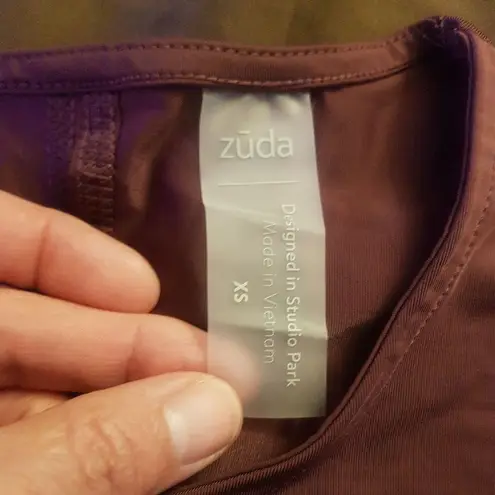 zūda
Designed in Studio Park
Made in Vietnam
XS